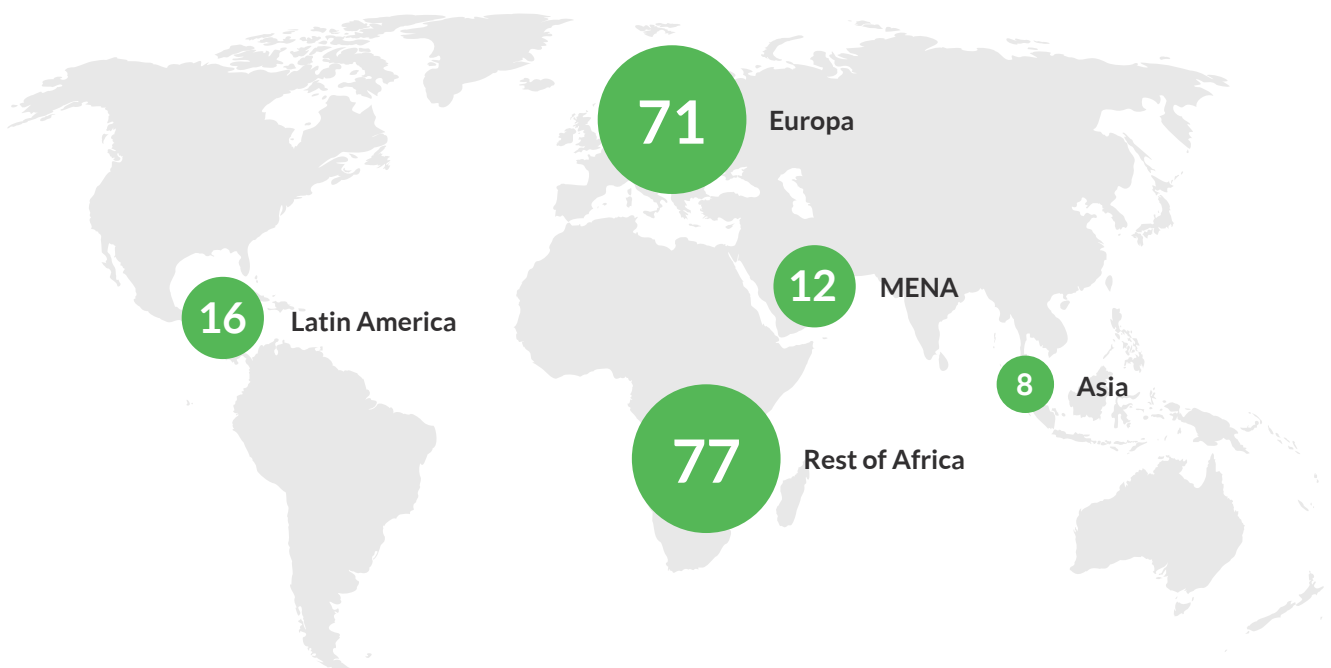 71
Europa
12
MENA
16
Latin America
8
Asia
77
Rest of Africa